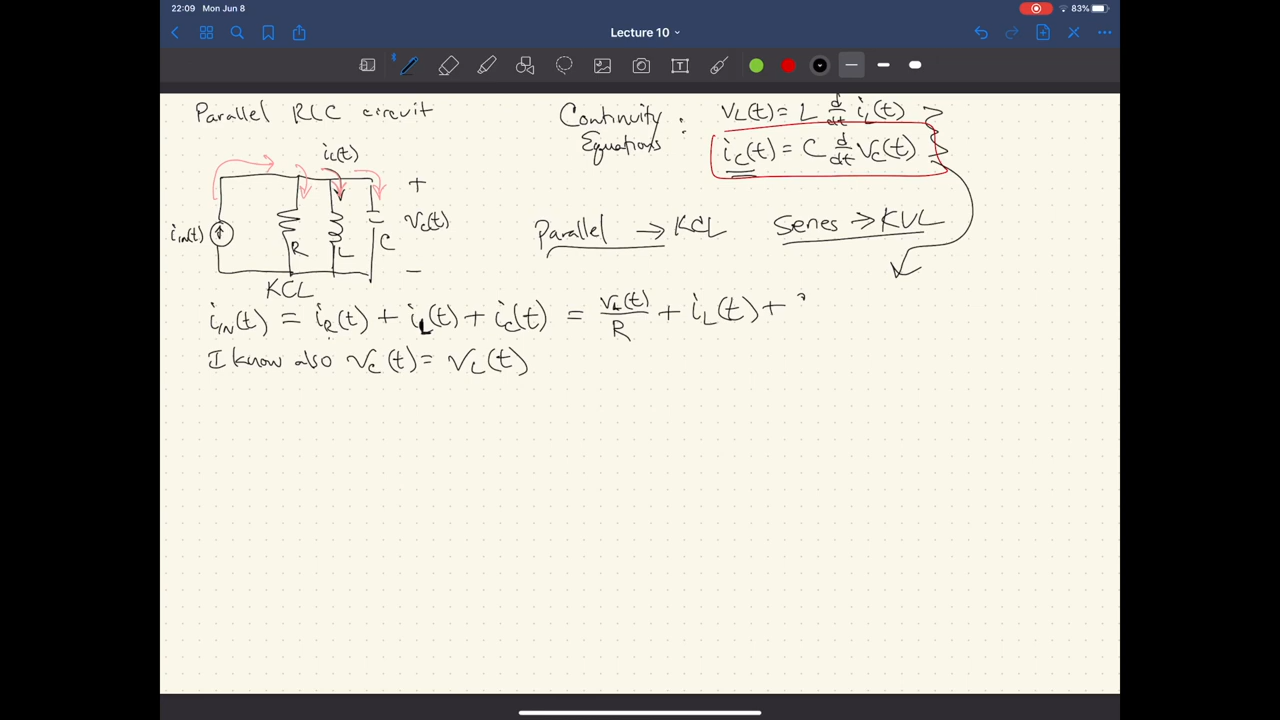 22:09 Mon Jun 8
83%
Lecture 10
Parallel RLC circuit
Continuity Equations :
vL(t) = L d/dt iL(t)
iC(t) = C d/dt vC(t)
iC(t)
+
iIN(t)
R
L
C
vC(t)
−
Parallel → KCL
Series → KVL
KCL
iIN(t) = iR(t) + iL(t) + iC(t) = vL(t)/R + iL(t) +
I know also vC(t) = vL(t)